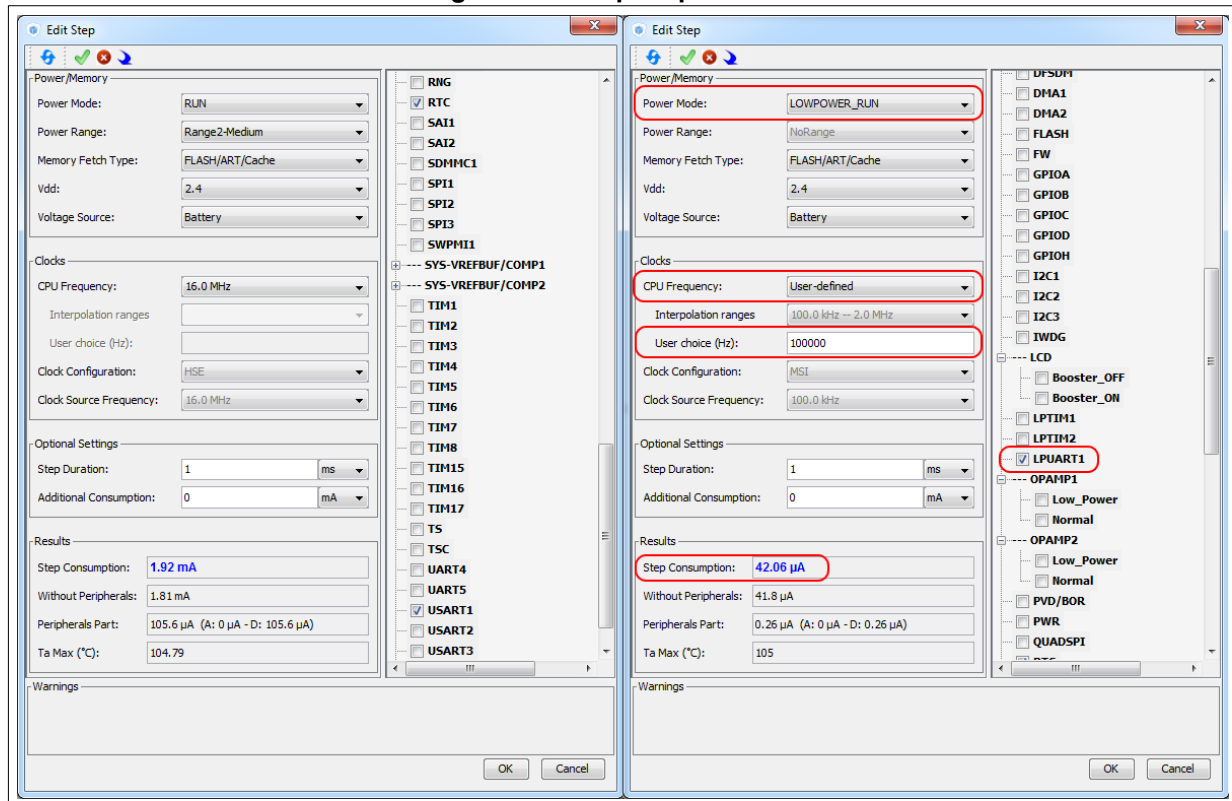 Edit Step
Power/Memory
Power Mode: RUN
Power Range: Range2-Medium
Memory Fetch Type: FLASH/ART/Cache
Vdd: 2.4
Voltage Source: Battery
Clocks
CPU Frequency: 16.0 MHz
Interpolation ranges
User choice (Hz):
Clock Configuration: HSE
Clock Source Frequency: 16.0 MHz
Optional Settings
Step Duration: 1 ms
Additional Consumption: 0 mA
Results
Step Consumption: 1.92 mA
Without Peripherals: 1.81 mA
Peripherals Part: 105.6 µA (A: 0 µA - D: 105.6 µA)
Ta Max (°C): 104.79
RNG
RTC
SAI1
SAI2
SDMMC1
SPI1
SPI2
SPI3
SWPMI1
SYS-VREFBUF/COMP1
SYS-VREFBUF/COMP2
TIM1
TIM2
TIM3
TIM4
TIM5
TIM6
TIM7
TIM8
TIM15
TIM16
TIM17
TS
TSC
UART4
UART5
USART1
USART2
USART3
Warnings
OK Cancel
Edit Step
Power/Memory
Power Mode: LOWPOWER_RUN
Power Range: NoRange
Memory Fetch Type: FLASH/ART/Cache
Vdd: 2.4
Voltage Source: Battery
Clocks
CPU Frequency: User-defined
Interpolation ranges 100.0 kHz -- 2.0 MHz
User choice (Hz): 100000
Clock Configuration: MSI
Clock Source Frequency: 100.0 kHz
Optional Settings
Step Duration: 1 ms
Additional Consumption: 0 mA
Results
Step Consumption: 42.06 µA
Without Peripherals: 41.8 µA
Peripherals Part: 0.26 µA (A: 0 µA - D: 0.26 µA)
Ta Max (°C): 105
DFSDM
DMA1
DMA2
FLASH
FW
GPIOA
GPIOB
GPIOC
GPIOD
GPIOH
I2C1
I2C2
I2C3
IWDG
LCD
Booster_OFF
Booster_ON
LPTIM1
LPTIM2
LPUART1
OPAMP1
Low_Power
Normal
OPAMP2
Low_Power
Normal
PVD/BOR
PWR
QUADSPI
Warnings
OK Cancel